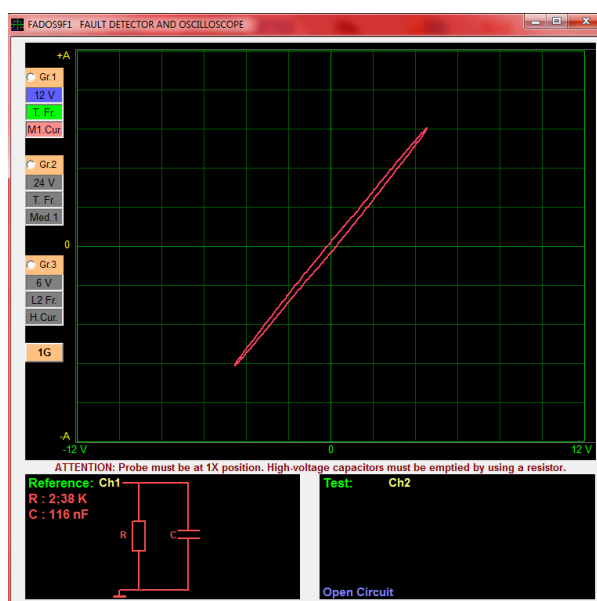 FADOS9F1 FAULT DETECTOR AND OSCILLOSCOPE
+A
Gr.1
12 V
T. Fr.
M1.Cur
Gr.2
24 V
T. Fr.
Med.1
0
Gr.3
6 V
L2 Fr.
H.Cur.
1G
-A
-12 V
0
12 V
ATTENTION: Probe must be at 1X position. High-voltage capacitors must be emptied by using a resistor.
Reference: Ch1
R : 2;38 K
C : 116 nF
R
C
Test: Ch2
Open Circuit